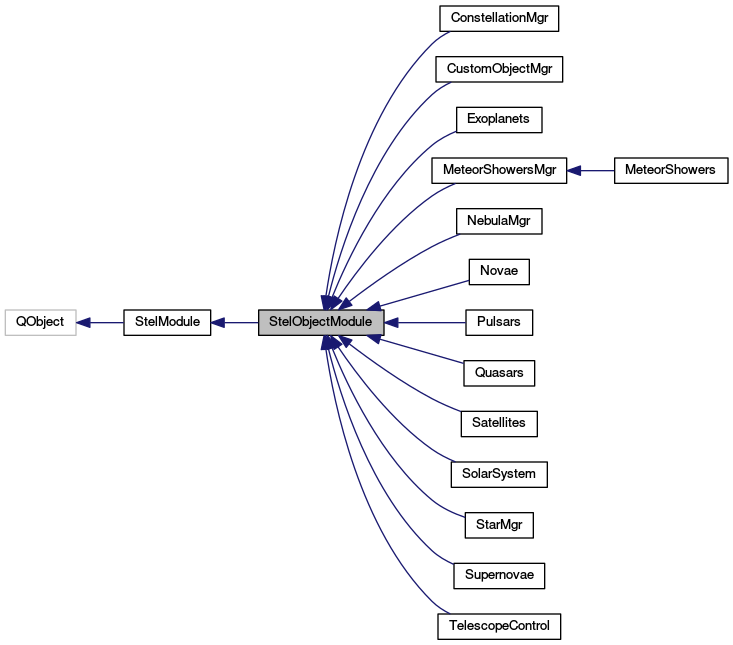 ConstellationMgr
CustomObjectMgr
Exoplanets
MeteorShowersMgr
MeteorShowers
NebulaMgr
Novae
QObject
StelModule
StelObjectModule
Pulsars
Quasars
Satellites
SolarSystem
StarMgr
Supernovae
TelescopeControl